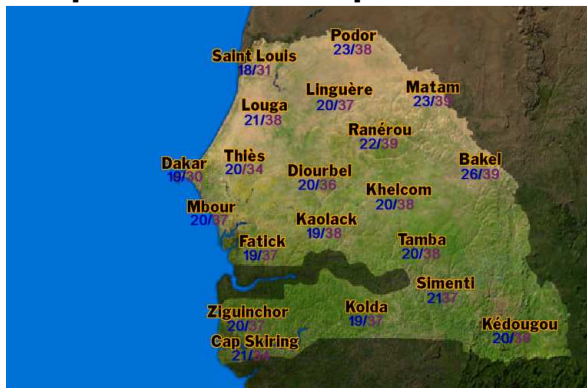 Podor
23/38
Saint Louis
18/31
Linguère
20/37
Matam
23/39
Louga
21/38
Ranérou
22/39
Thiès
20/34
Dakar
19/30
Diourbel
20/36
Bakel
26/39
Khelcom
20/38
Mbour
20/37
Kaolack
19/38
Fatick
19/37
Tamba
20/38
Simenti
2137
Ziguinchor
20/37
Kolda
19/37
Kédougou
20/39
Cap Skiring
21/34